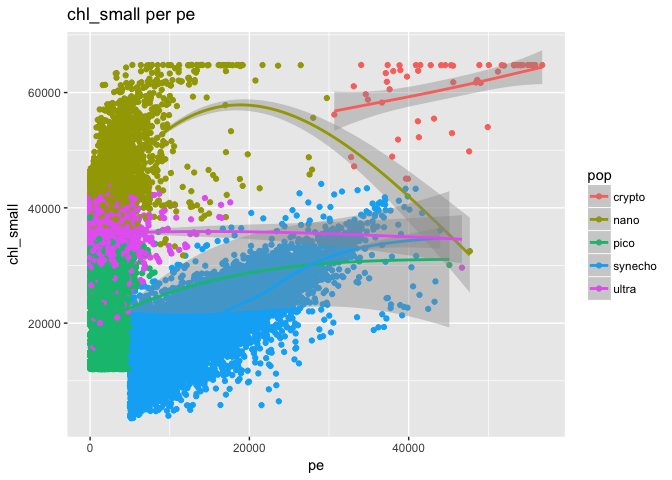 chl_small per pe
60000
40000
20000
chl_small
0
20000
40000
pe
pop
crypto
nano
pico
synecho
ultra